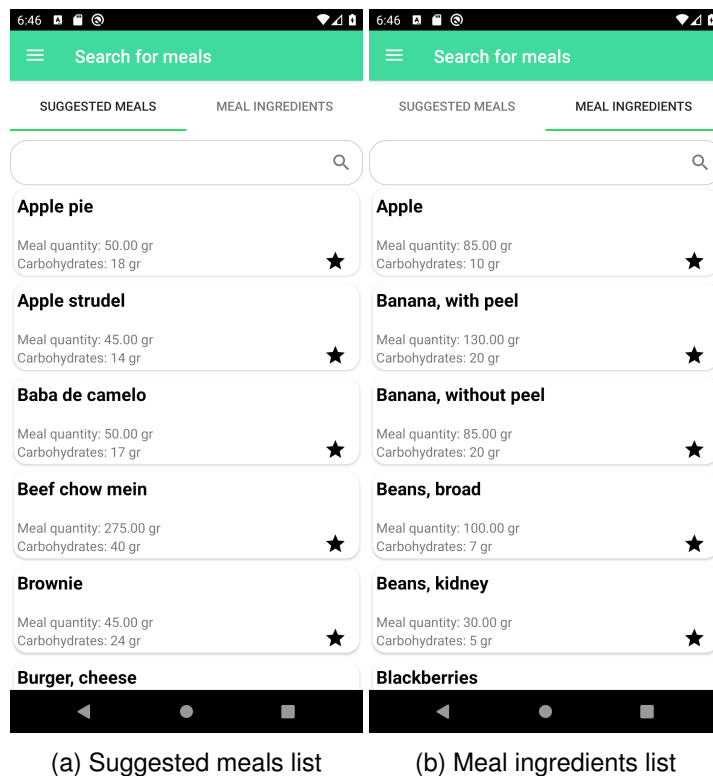 6:46
Search for meals
SUGGESTED MEALS MEAL INGREDIENTS
Apple pie
Meal quantity: 50.00 gr
Carbohydrates: 18 gr
Apple strudel
Meal quantity: 45.00 gr
Carbohydrates: 14 gr
Baba de camelo
Meal quantity: 50.00 gr
Carbohydrates: 17 gr
Beef chow mein
Meal quantity: 275.00 gr
Carbohydrates: 40 gr
Brownie
Meal quantity: 45.00 gr
Carbohydrates: 24 gr
Burger, cheese
(a) Suggested meals list
6:46
Search for meals
SUGGESTED MEALS MEAL INGREDIENTS
Apple
Meal quantity: 85.00 gr
Carbohydrates: 10 gr
Banana, with peel
Meal quantity: 130.00 gr
Carbohydrates: 20 gr
Banana, without peel
Meal quantity: 85.00 gr
Carbohydrates: 20 gr
Beans, broad
Meal quantity: 100.00 gr
Carbohydrates: 7 gr
Beans, kidney
Meal quantity: 30.00 gr
Carbohydrates: 5 gr
Blackberries
(b) Meal ingredients list